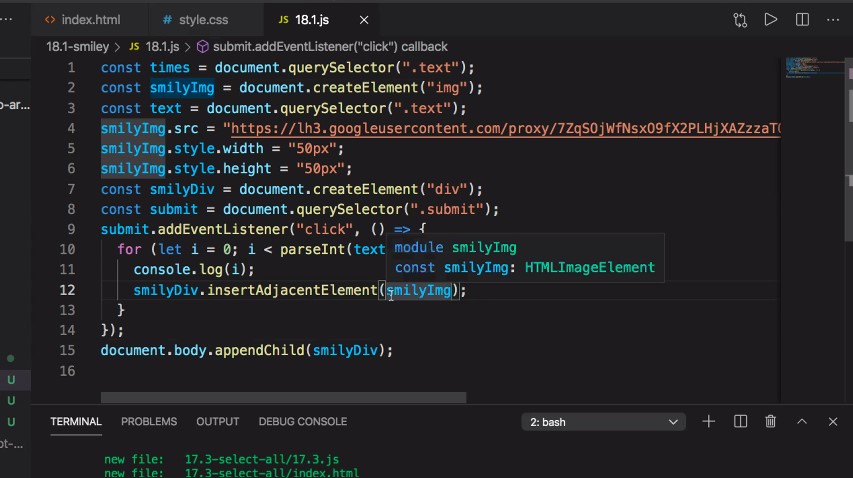 index.html
style.css
18.1.js
18.1-smiley > JS 18.1.js > submit.addEventListener("click") callback
1 const times = document.querySelector(".text");
2 const smilyImg = document.createElement("img");
3 const text = document.querySelector(".text");
4 smilyImg.src = "https://lh3.googleusercontent.com/proxy/7ZqSOjWfNsxO9fX2PLHjXAZzzaT
5 smilyImg.style.width = "50px";
6 smilyImg.style.height = "50px";
7 const smilyDiv = document.createElement("div");
8 const submit = document.querySelector(".submit");
9 submit.addEventListener("click", () => {
10 for (let i = 0; i < parseInt(text
module smilyImg
const smilyImg: HTMLImageElement
11 console.log(i);
12 smilyDiv.insertAdjacentElement(smilyImg);
13 }
14 });
15 document.body.appendChild(smilyDiv);
16
U
U
U
TERMINAL PROBLEMS OUTPUT DEBUG CONSOLE 2: bash
new file: 17.3-select-all/17.3.js
new file: 17.3-select-all/index.html